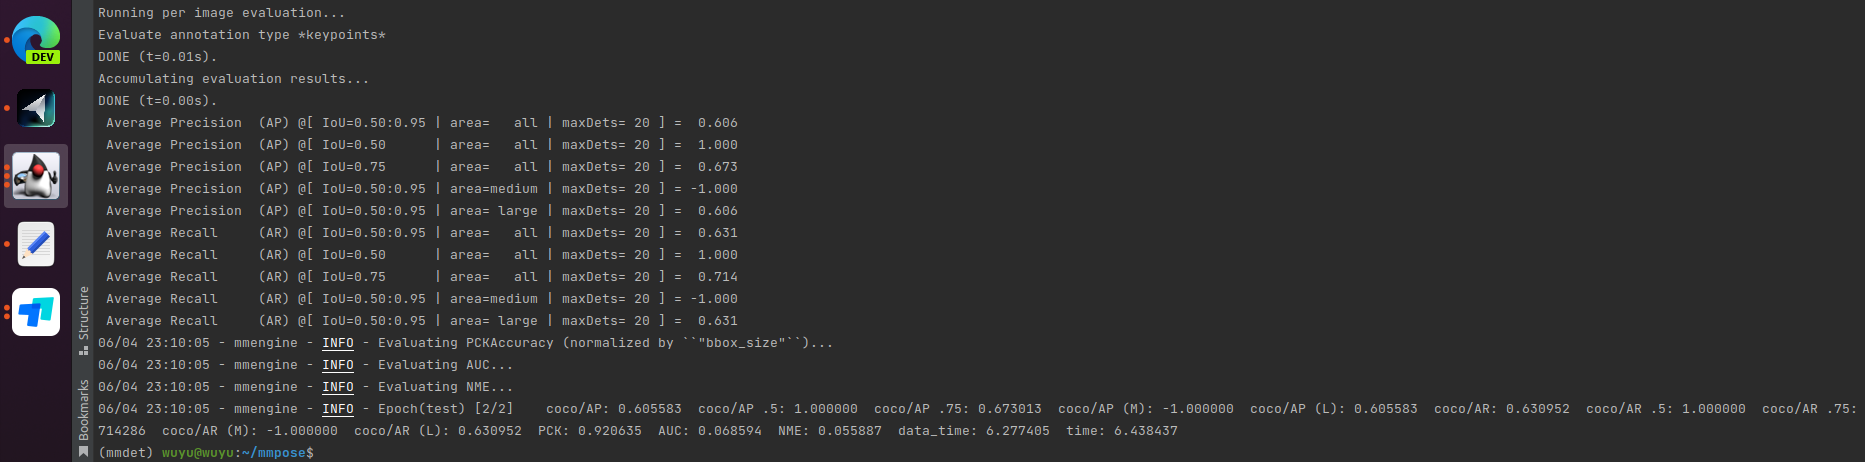 DEV
Structure
Bookmarks
Running per image evaluation...
Evaluate annotation type *keypoints*
DONE (t=0.01s).
Accumulating evaluation results...
DONE (t=0.00s).
 Average Precision  (AP) @[ IoU=0.50:0.95 | area=   all | maxDets= 20 ] =  0.606
 Average Precision  (AP) @[ IoU=0.50      | area=   all | maxDets= 20 ] =  1.000
 Average Precision  (AP) @[ IoU=0.75      | area=   all | maxDets= 20 ] =  0.673
 Average Precision  (AP) @[ IoU=0.50:0.95 | area=medium | maxDets= 20 ] = -1.000
 Average Precision  (AP) @[ IoU=0.50:0.95 | area= large | maxDets= 20 ] =  0.606
 Average Recall     (AR) @[ IoU=0.50:0.95 | area=   all | maxDets= 20 ] =  0.631
 Average Recall     (AR) @[ IoU=0.50      | area=   all | maxDets= 20 ] =  1.000
 Average Recall     (AR) @[ IoU=0.75      | area=   all | maxDets= 20 ] =  0.714
 Average Recall     (AR) @[ IoU=0.50:0.95 | area=medium | maxDets= 20 ] = -1.000
 Average Recall     (AR) @[ IoU=0.50:0.95 | area= large | maxDets= 20 ] =  0.631
06/04 23:10:05 - mmengine - INFO - Evaluating PCKAccuracy (normalized by ``"bbox_size"``)...
06/04 23:10:05 - mmengine - INFO - Evaluating AUC...
06/04 23:10:05 - mmengine - INFO - Evaluating NME...
06/04 23:10:05 - mmengine - INFO - Epoch(test) [2/2]    coco/AP: 0.605583  coco/AP .5: 1.000000  coco/AP .75: 0.673013  coco/AP (M): -1.000000  coco/AP (L): 0.605583  coco/AR: 0.630952  coco/AR .5: 1.000000  coco/AR .75:
714286  coco/AR (M): -1.000000  coco/AR (L): 0.630952  PCK: 0.920635  AUC: 0.068594  NME: 0.055887  data_time: 6.277405  time: 6.438437
(mmdet) wuyu@wuyu:~/mmpose$